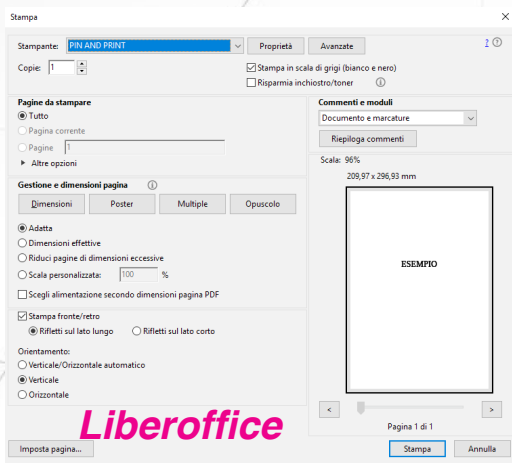 Stampa
Stampante: PIN AND PRINT Proprietà Avanzate ?
Copie: 1 Stampa in scala di grigi (bianco e nero)
Risparmia inchiostro/toner
Pagine da stampare
Tutto
Pagina corrente
Pagine 1
Altre opzioni
Gestione e dimensioni pagina
Dimensioni Poster Multiple Opuscolo
Adatta
Dimensioni effettive
Riduci pagine di dimensioni eccessive
Scala personalizzata: 100 %
Scegli alimentazione secondo dimensioni pagina PDF
Stampa fronte/retro
Rifletti sul lato lungo Rifletti sul lato corto
Orientamento:
Verticale/Orizzontale automatico
Verticale
Orizzontale
Commenti e moduli
Documento e marcature
Riepiloga commenti
Scala: 96%
209,97 x 296,93 mm
ESEMPIO
< >
Pagina 1 di 1
Liberoffice
Imposta pagina... Stampa Annulla